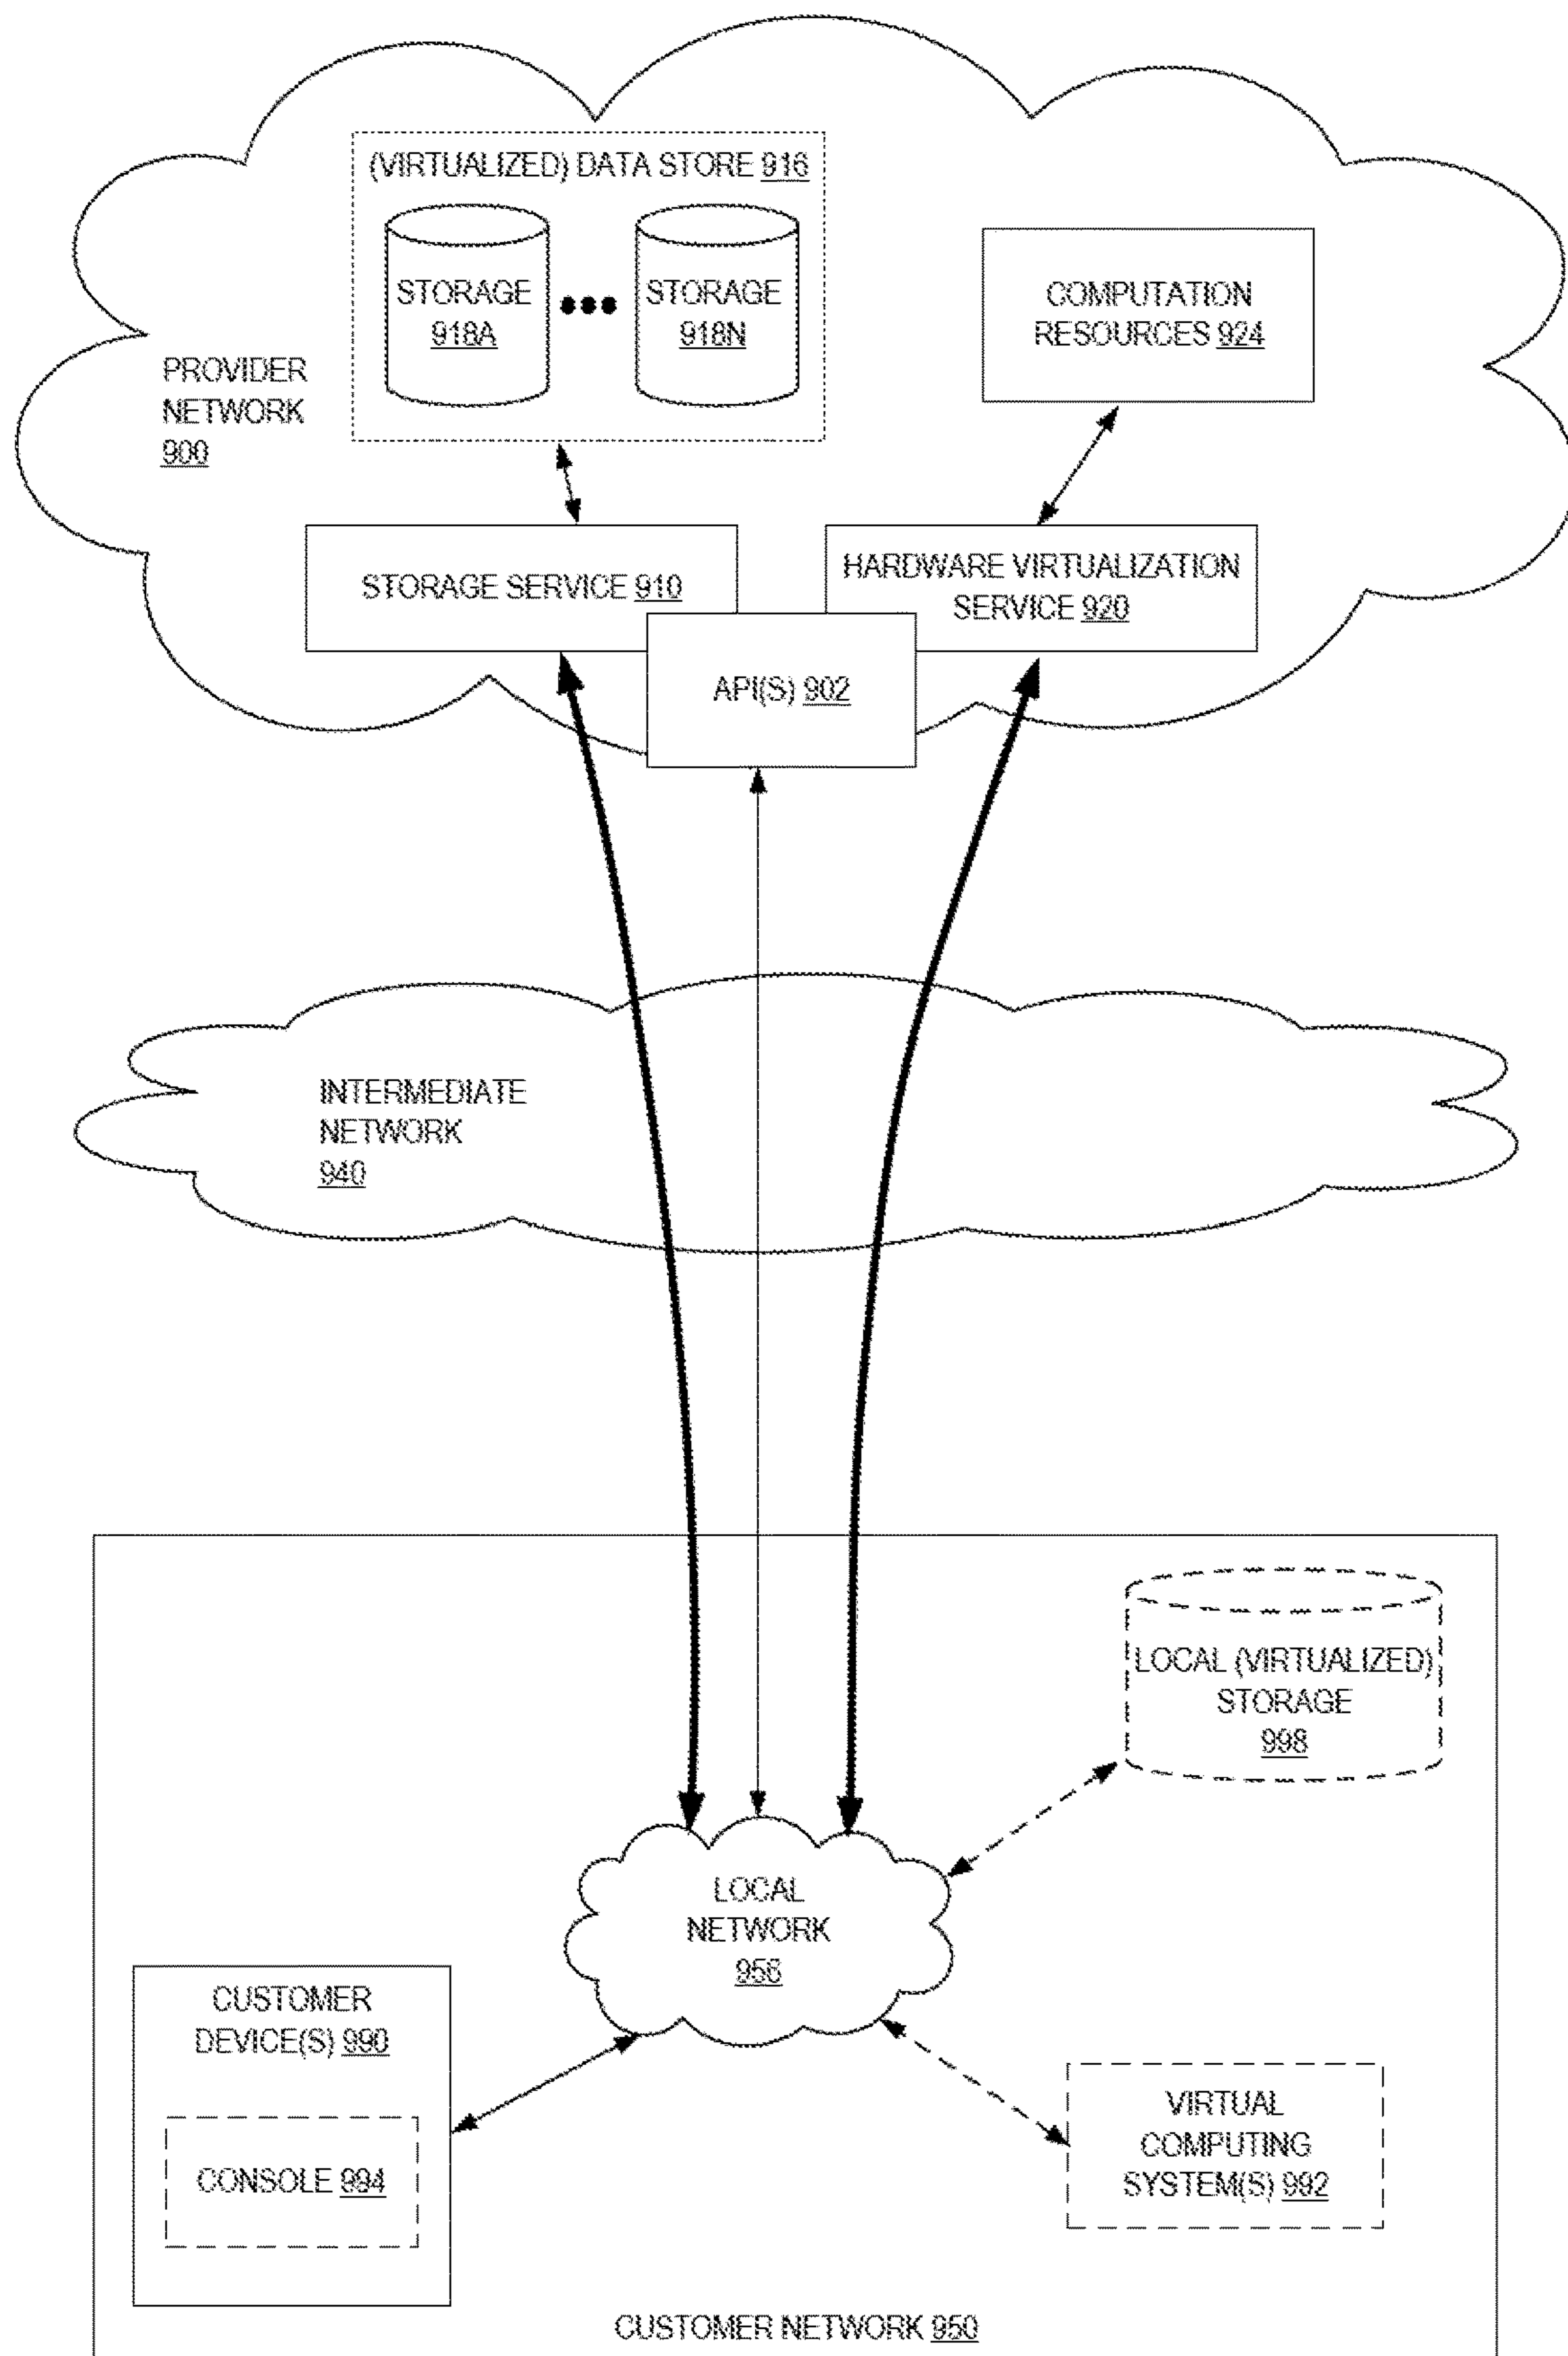 (VIRTUALIZED) DATA STORE 916
STORAGE
918A
STORAGE
918N
COMPUTATION
RESOURCES 924
PROVIDER
NETWORK
900
STORAGE SERVICE 910
HARDWARE VIRTUALIZATION
SERVICE 920
API(S) 902
INTERMEDIATE
NETWORK
940
LOCAL (VIRTUALIZED)
STORAGE
998
LOCAL
NETWORK
956
CUSTOMER
DEVICE(S) 990
CONSOLE 994
VIRTUAL
COMPUTING
SYSTEM(S) 992
CUSTOMER NETWORK 950